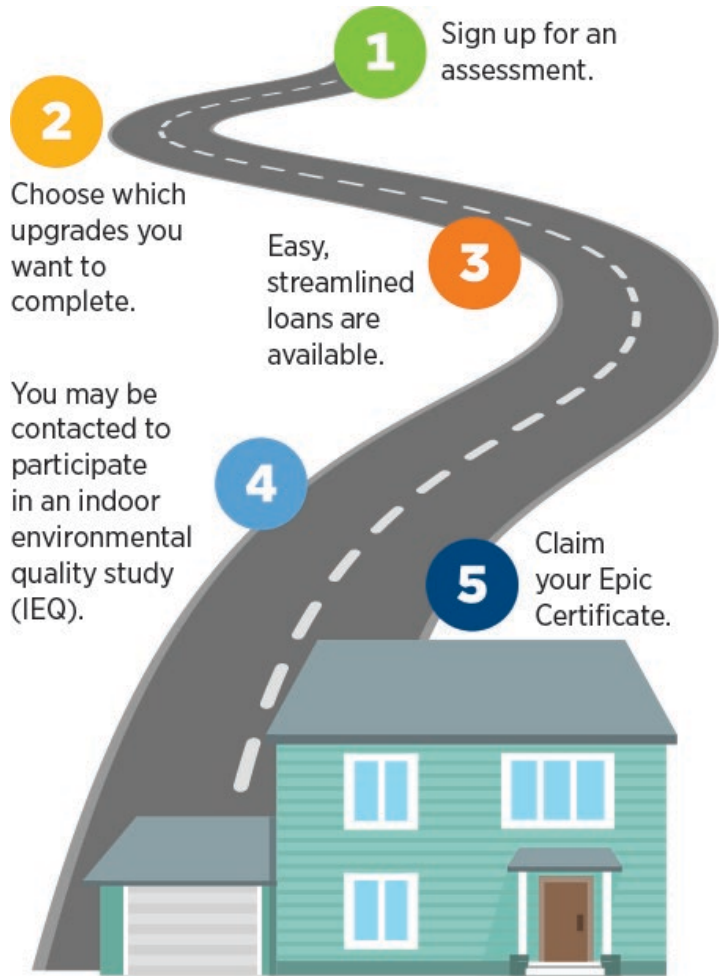 1
Sign up for an
assessment.
2
Choose which
upgrades you
want to
complete.
3
Easy,
streamlined
loans are
available.
4
You may be
contacted to
participate
in an indoor
environmental
quality study
(IEQ).
5
Claim
your Epic
Certificate.